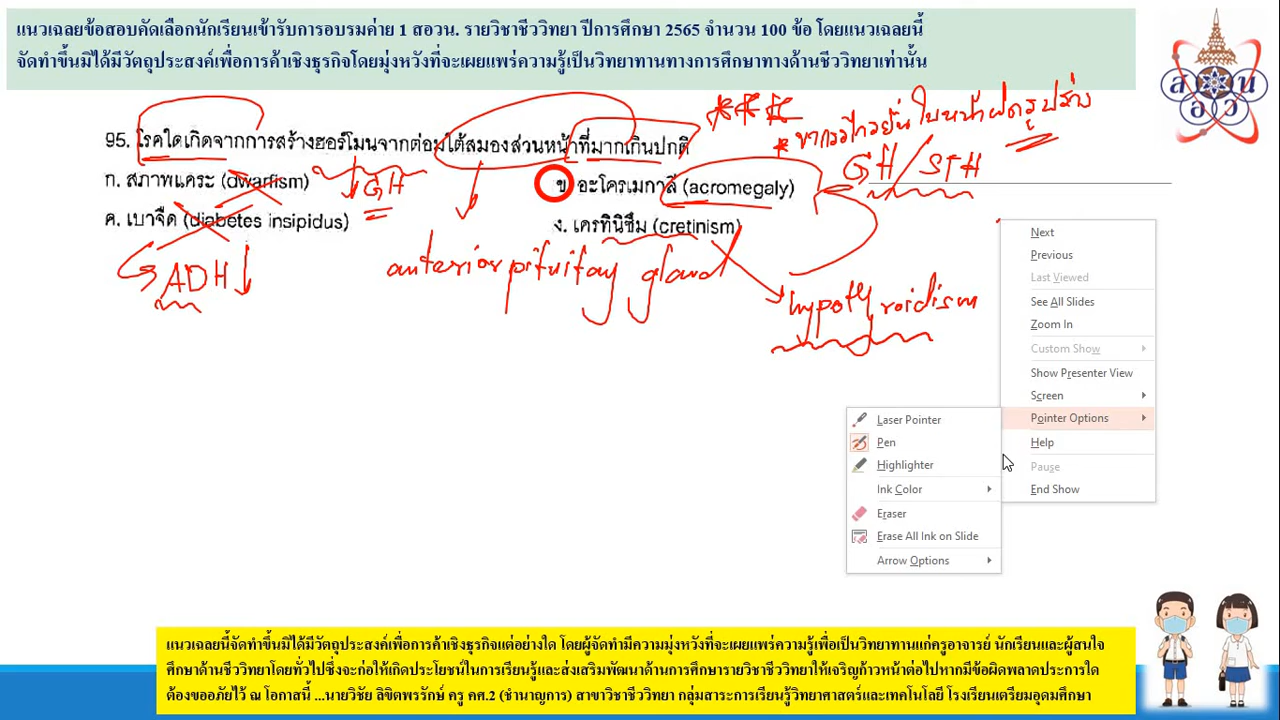 แนวเฉลยข้อสอบคัดเลือกนักเรียนเข้ารับการอบรมค่าย 1 สอวน. รายวิชาชีววิทยา ปีการศึกษา 2565 จำนวน 100 ข้อ โดยแนวเฉลยนี้
จัดทำขึ้นมิได้มีวัตถุประสงค์เพื่อการค้าเชิงธุรกิจโดยมุ่งหวังที่จะเผยแพร่ความรู้เป็นวิทยาทานทางการศึกษาทางด้านชีววิทยาเท่านั้น
สอวน
95. โรคใดเกิดจากการสร้างฮอร์โมนจากต่อมใต้สมองส่วนหน้าที่มากเกินปกติ
ก. สภาพแคระ (dwarfism) ↓GH
ข. อะโครเมกาลี (acromegaly) GH/STH
ค. เบาจืด (diabetes insipidus)
ง. เครทินิซึม (cretinism)
ADH↓
anterior pituitary gland
hypothyroidism
Next
Previous
Last Viewed
See All Slides
Zoom In
Custom Show
Show Presenter View
Screen
Pointer Options
Help
Pause
End Show
Laser Pointer
Pen
Highlighter
Ink Color
Eraser
Erase All Ink on Slide
Arrow Options
แนวเฉลยนี้จัดทำขึ้นมิได้มีวัตถุประสงค์เพื่อการค้าเชิงธุรกิจแต่อย่างใด โดยผู้จัดทำมีความมุ่งหวังที่จะเผยแพร่ความรู้เพื่อเป็นวิทยาทานแก่ครูอาจารย์ นักเรียนและผู้สนใจ
ศึกษาด้านชีววิทยาโดยทั่วไปซึ่งจะก่อให้เกิดประโยชน์ในการเรียนรู้และส่งเสริมพัฒนาด้านการศึกษารายวิชาชีววิทยาให้เจริญก้าวหน้าต่อไปหากมีข้อผิดพลาดประการใด
ต้องขออภัยไว้ ณ โอกาสนี้ ...นายวิชัย ลิขิตพรรักษ์ ครู คศ.2 (ชำนาญการ) สาขาวิชาชีววิทยา กลุ่มสาระการเรียนรู้วิทยาศาสตร์และเทคโนโลยี โรงเรียนเตรียมอุดมศึกษา